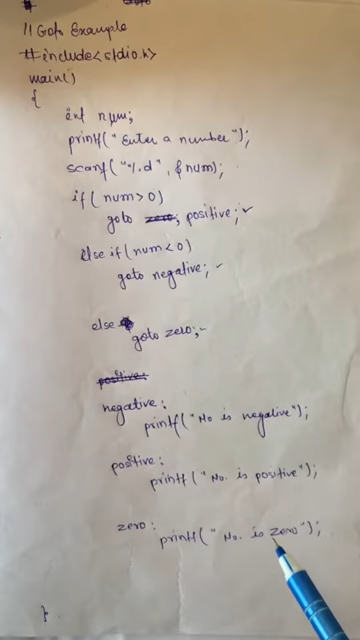 // Goto Example
#include<stdio.h>
main()
{
int num;
printf("Enter a number");
scanf("%d", &num);
if(num>0)
goto zero; positive;
else if(num<0)
goto negative;
else
goto zero;
positive:
negative:
printf("No is negative");
positive:
printf("No. is positive");
zero:
printf("No. is zero");
}